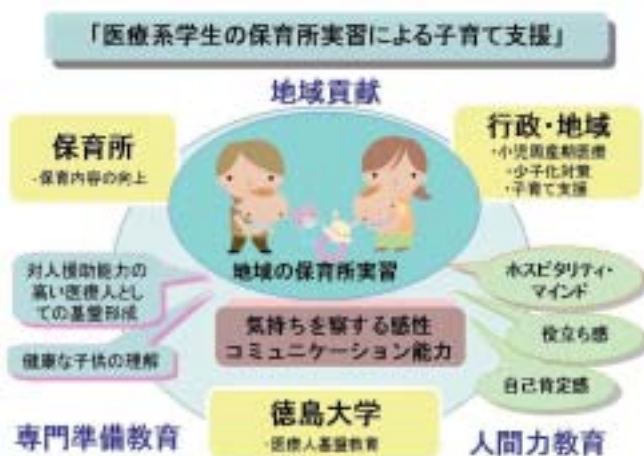 「医療系学生の保育所実習による子育て支援」
地域貢献
保育所
・保育内容の向上
行政・地域
・小児周産期医療
・少子化対策
・子育て支援
地域の保育所実習
対人援助能力の
高い医療人とし
ての基盤形成
健康な子供の理解
気持ちを察する感性
コミュニケーション能力
ホスピタリティ・
マインド
役立ち感
自己肯定感
徳島大学
・医療人基盤教育
専門準備教育
人間力教育